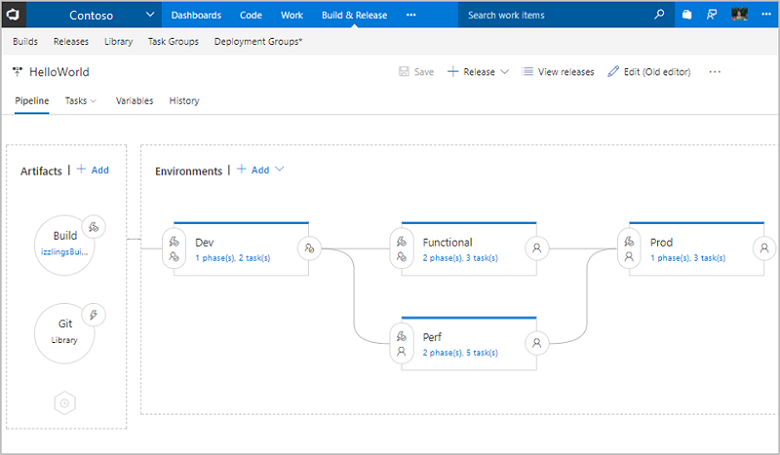 Contoso Dashboards Code Work Build & Release Search work items
Builds Releases Library Task Groups Deployment Groups*
HelloWorld Save Release View releases Edit (Old editor)
Pipeline Tasks Variables History
Artifacts | + Add
Environments | + Add
Build
izzlingsBui...
Git
Library
Dev
1 phase(s), 2 task(s)
Functional
2 phase(s), 3 task(s)
Prod
1 phase(s), 3 task(s)
Perf
2 phase(s), 5 task(s)